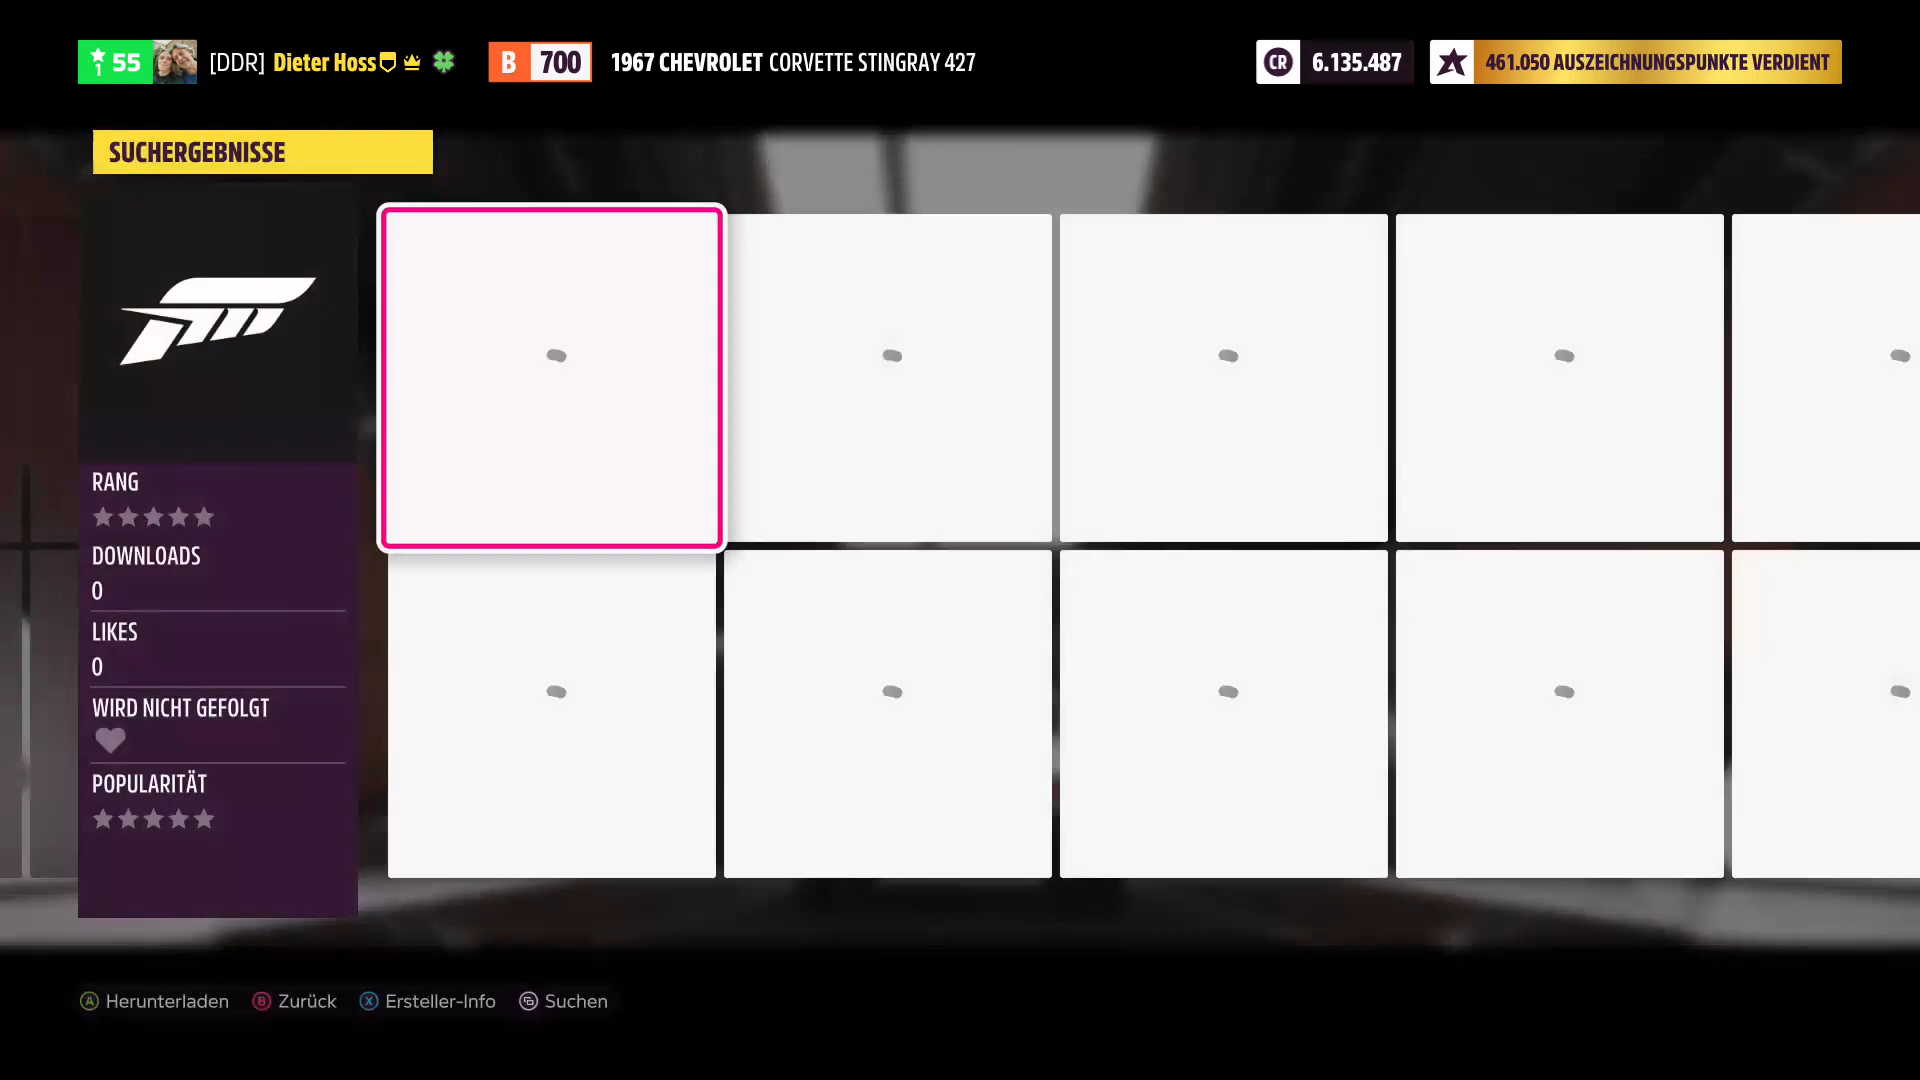 1 55 [DDR] Dieter Hoss B 700 1967 CHEVROLET CORVETTE STINGRAY 427 CR 6.135.487 461.050 AUSZEICHNUNGSPUNKTE VERDIENT
SUCHERGEBNISSE
RANG
DOWNLOADS
0
LIKES
0
WIRD NICHT GEFOLGT
POPULARITÄT
A Herunterladen B Zurück X Ersteller-Info Suchen